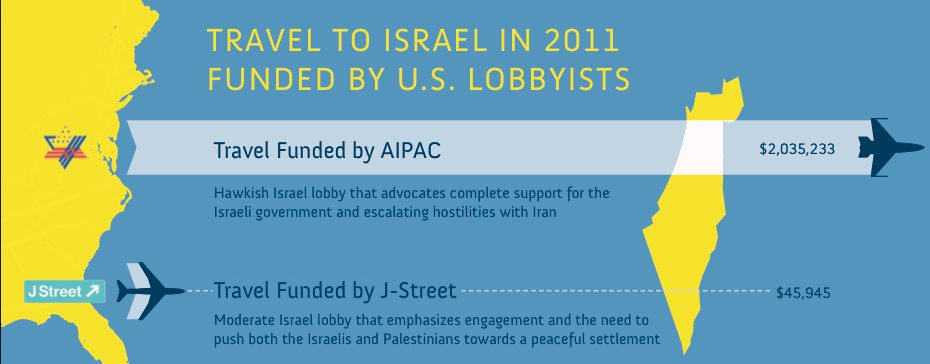 TRAVEL TO ISRAEL IN 2011
FUNDED BY U.S. LOBBYISTS
Travel Funded by AIPAC
$2,035,233
Hawkish Israel lobby that advocates complete support for the
Israeli government and escalating hostilities with Iran
J Street
Travel Funded by J-Street
$45,945
Moderate Israel lobby that emphasizes engagement and the need to
push both the Israelis and Palestinians towards a peaceful settlement